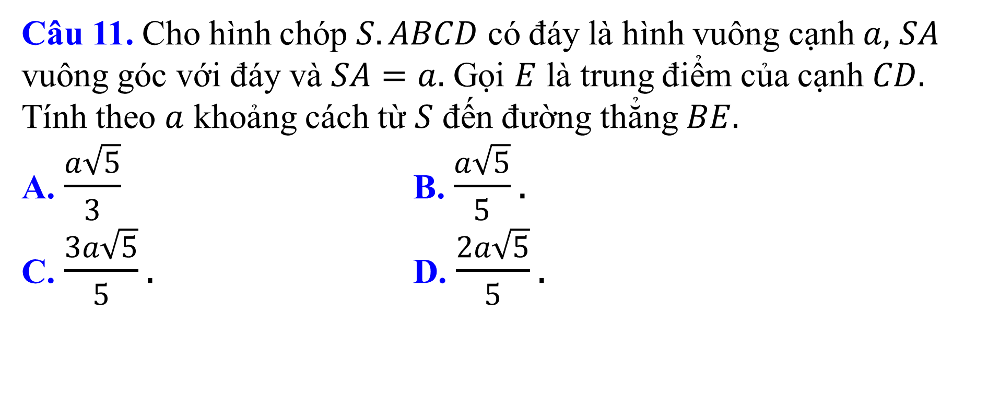 Câu 11. Cho hình chóp S.ABCD có đáy là hình vuông cạnh a, SA
vuông góc với đáy và SA = a. Gọi E là trung điểm của cạnh CD.
Tính theo a khoảng cách từ S đến đường thẳng BE.
A. \frac{a\sqrt{5}}{3} B. \frac{a\sqrt{5}}{5}.
C. \frac{3a\sqrt{5}}{5}. D. \frac{2a\sqrt{5}}{5}.